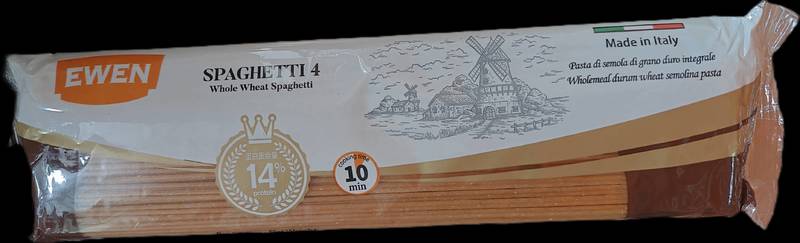 EWEN
SPAGHETTI 4
Whole Wheat Spaghetti
Made in Italy
Pasta di semola di grano duro integrale
Wholemeal durum wheat semolina pasta
14%
protein
cooking time
10
min